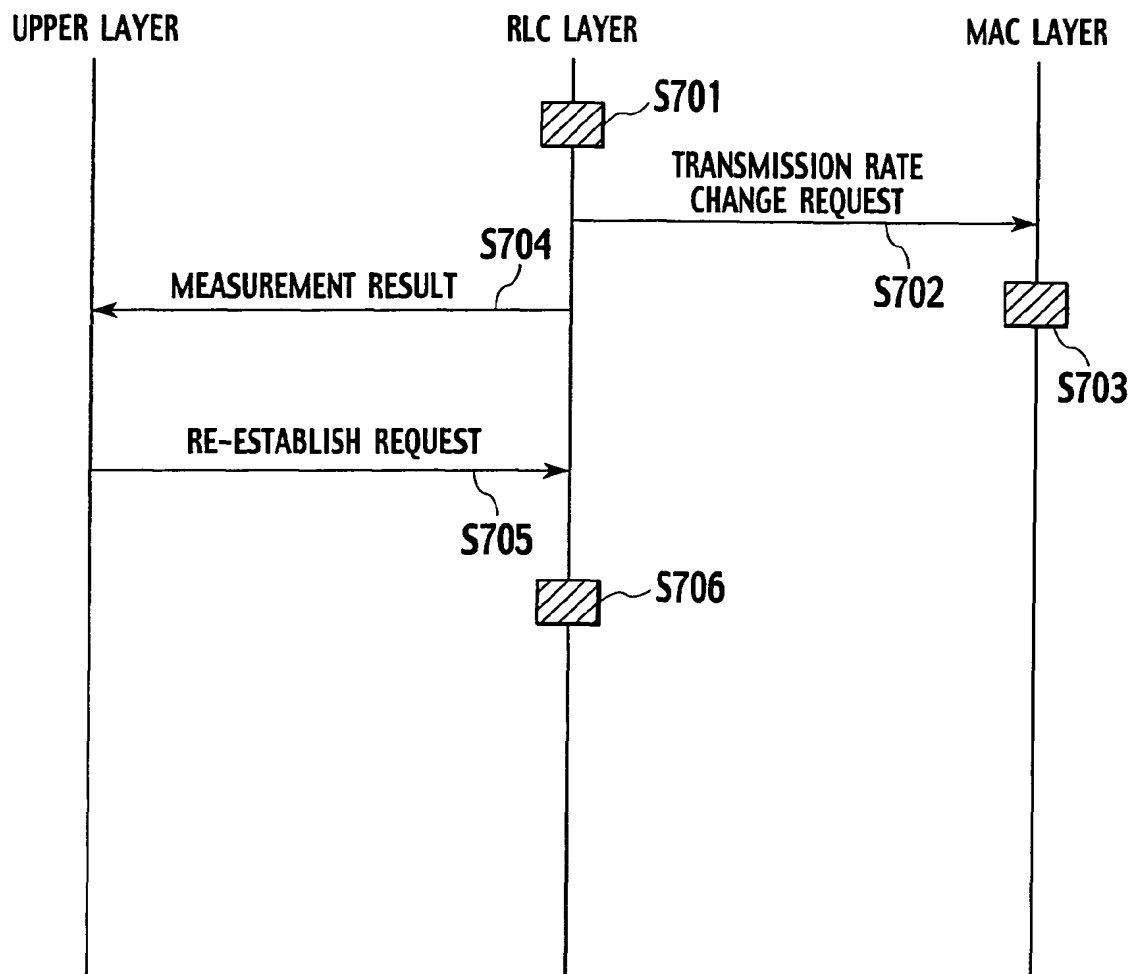 UPPER LAYER
RLC LAYER
MAC LAYER
S701
TRANSMISSION RATE
CHANGE REQUEST
S702
S704
MEASUREMENT RESULT
S703
RE-ESTABLISH REQUEST
S705
S706